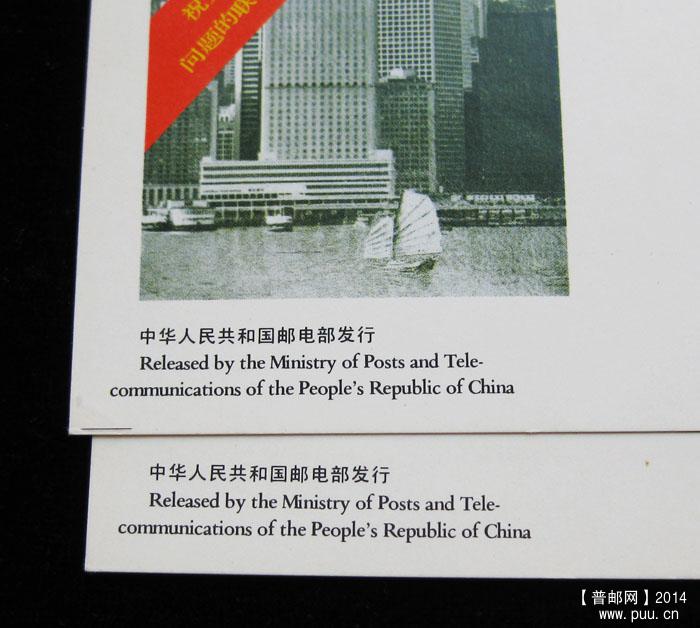 祝
问题的联
中华人民共和国邮电部发行
Released by the Ministry of Posts and Tele-
communications of the People's Republic of China
中华人民共和国邮电部发行
Released by the Ministry of Posts and Tele-
communications of the People's Republic of China
【普邮网】2014
www.puu.cn